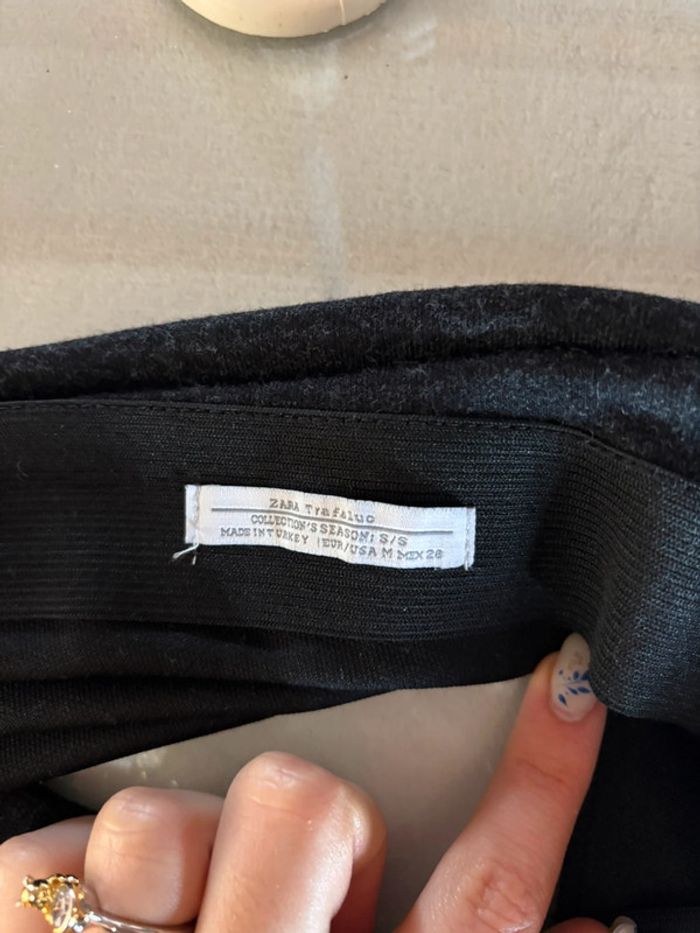 ZARA Trafaluc
COLLECTION'S SEASON: S/S
MADE IN TURKEY | EUR/USA M MEX 28